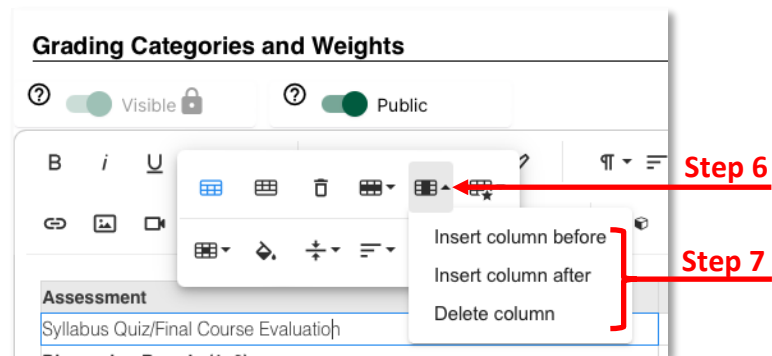 Grading Categories and Weights
Visible
Public
B i U
Step 6
Insert column before
Insert column after
Delete column
Step 7
Assessment
Syllabus Quiz/Final Course Evaluation